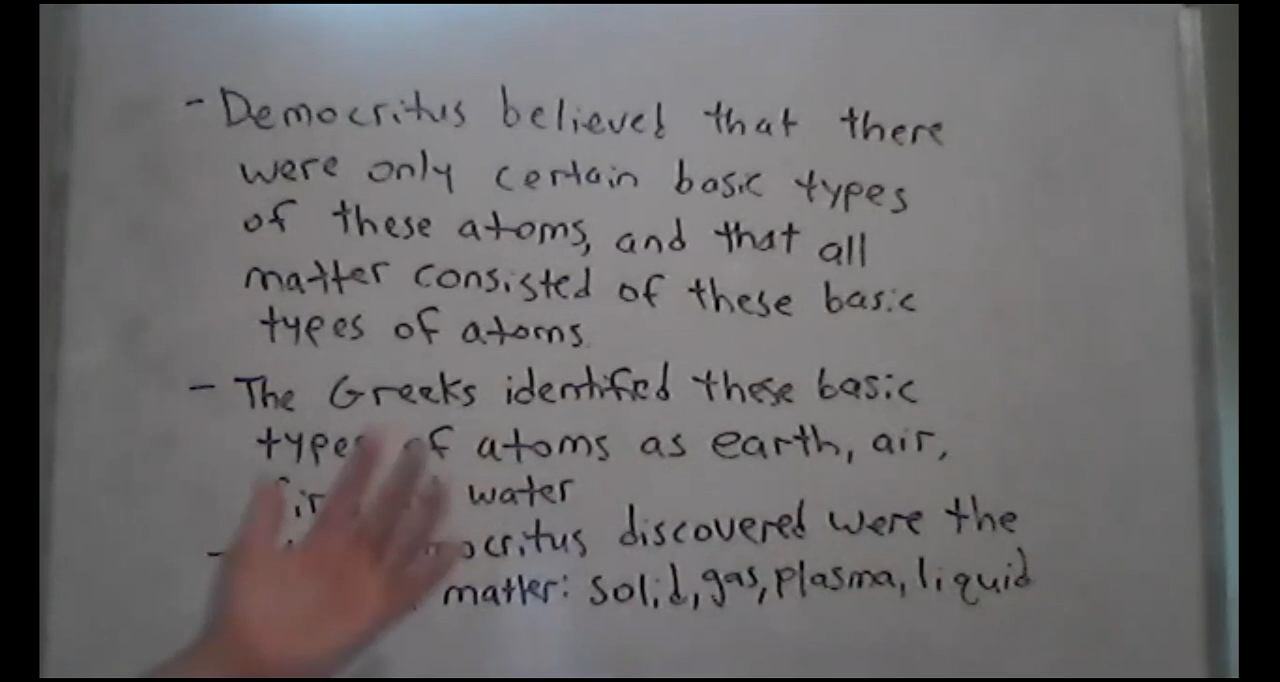 - Democritus believed that there
were only certain basic types
of these atoms, and that all
matter consisted of these basic
types of atoms
- The Greeks identified these basic
types of atoms as earth, air,
water
- discovered were the
matter: solid, gas, plasma, liquid